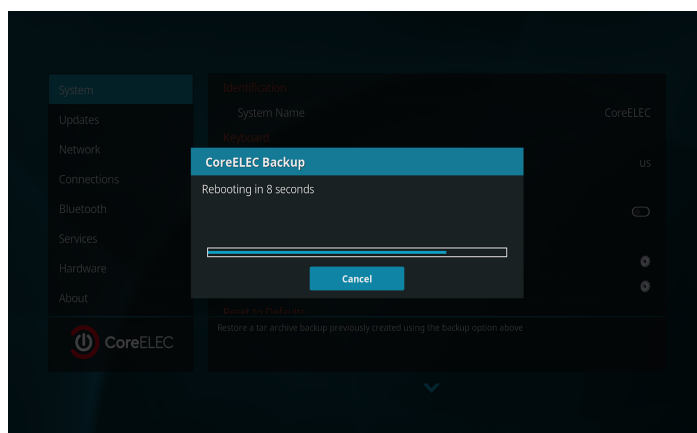 System
Updates
Network
Connections
Bluetooth
Services
Hardware
About
CoreELEC
Identification
System Name CoreELEC
Keyboard
us
CoreELEC Backup
Rebooting in 8 seconds
Cancel
Reset to Defaults
Restore a tar archive backup previously created using the backup option above